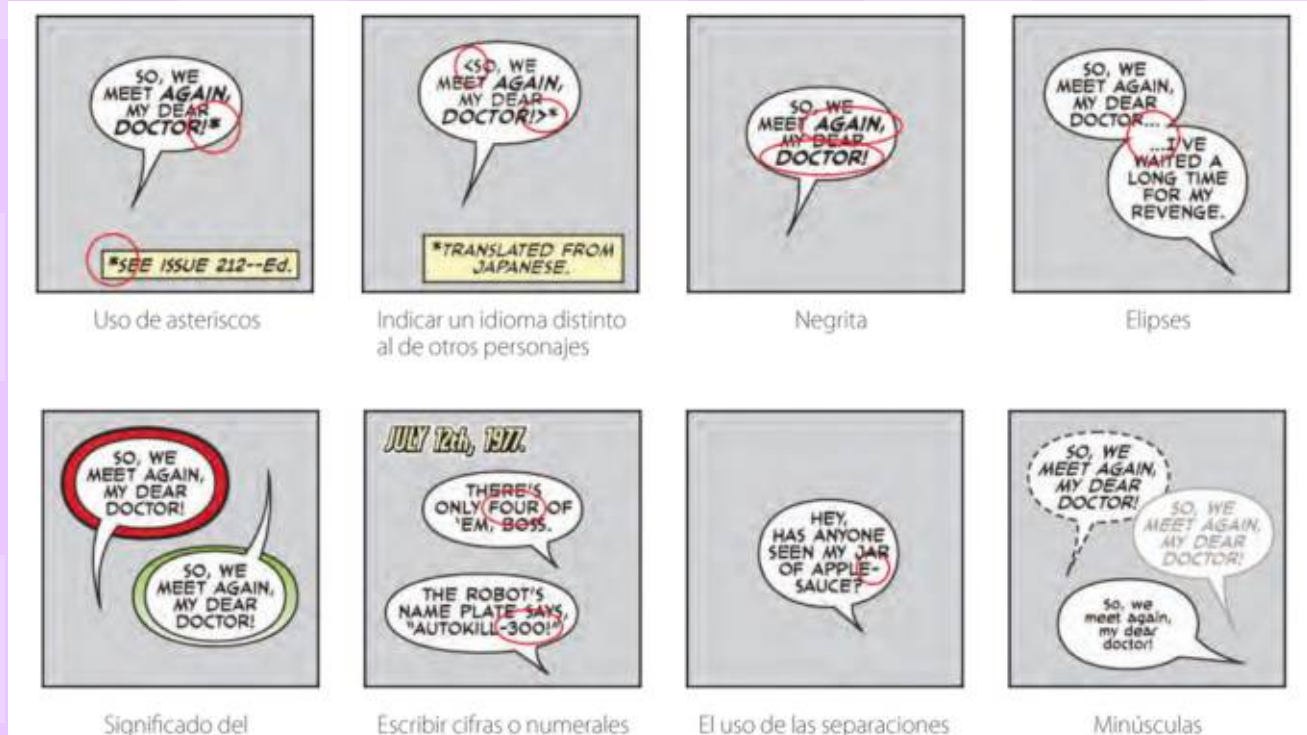 SO, WE
MEET AGAIN,
MY DEAR
DOCTOR!*
*SEE ISSUE 212--Ed.
Uso de asteriscos
<SO, WE
MEET AGAIN,
MY DEAR
DOCTOR!>*
*TRANSLATED FROM
JAPANESE.
Indicar un idioma distinto
al de otros personajes
SO, WE
MEET AGAIN,
MY DEAR
DOCTOR!
Negrita
SO, WE
MEET AGAIN,
MY DEAR
DOCTOR...
...I'VE
WAITED A
LONG TIME
FOR MY
REVENGE.
Elipses
SO, WE
MEET AGAIN,
MY DEAR
DOCTOR!
SO, WE
MEET AGAIN,
MY DEAR
DOCTOR!
Significado del
JULY 12th, 1977.
THERE'S
ONLY FOUR OF
'EM, BOSS.
THE ROBOT'S
NAME PLATE SAYS,
"AUTOKILL-300!"
Escribir cifras o numerales
HEY,
HAS ANYONE
SEEN MY JAR
OF APPLE-
SAUCE?
El uso de las separaciones
SO, WE
MEET AGAIN,
MY DEAR
DOCTOR!
SO, WE
MEET AGAIN,
MY DEAR
DOCTOR!
So, we
meet again,
my dear
doctor!
Minúsculas